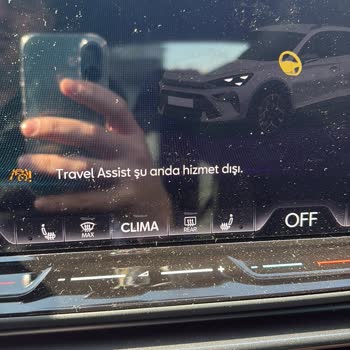 Travel Assist şu anda hizmet dışı.
MAX
CLIMA
REAR
OFF